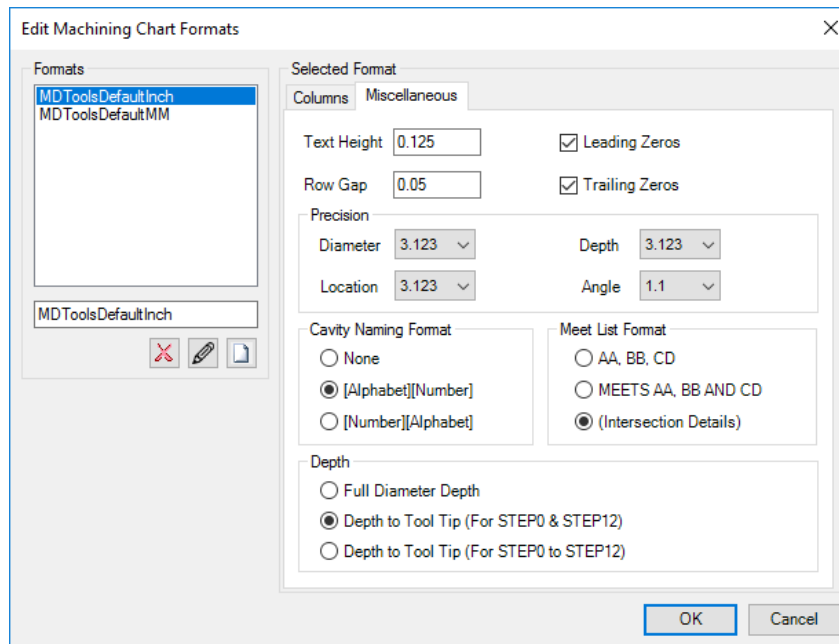 Edit Machining Chart Formats
Formats
MDToolsDefaultInch
MDToolsDefaultMM
MDToolsDefaultInch
Selected Format
Columns Miscellaneous
Text Height 0.125 Leading Zeros
Row Gap 0.05 Trailing Zeros
Precision
Diameter 3.123 Depth 3.123
Location 3.123 Angle 1.1
Cavity Naming Format
None
[Alphabet][Number]
[Number][Alphabet]
Meet List Format
AA, BB, CD
MEETS AA, BB AND CD
(Intersection Details)
Depth
Full Diameter Depth
Depth to Tool Tip (For STEP0 & STEP12)
Depth to Tool Tip (For STEP0 to STEP12)
OK Cancel